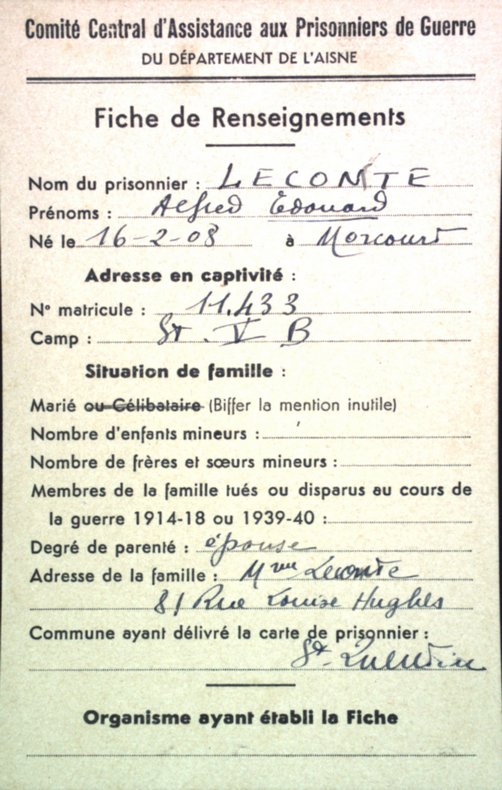 Comité Central d'Assistance aux Prisonniers de Guerre
DU DÉPARTEMENT DE L'AISNE
Fiche de Renseignements
Nom du prisonnier : LECOMTE
Prénoms : Alfred Edouard
Né le 16-2-08 à Morcourt
Adresse en captivité :
N° matricule : 11.433
Camp : St. V B
Situation de famille :
Marié ou Célibataire (Biffer la mention inutile)
Nombre d'enfants mineurs :
Nombre de frères et sœurs mineurs :
Membres de la famille tués ou disparus au cours de
la guerre 1914-18 ou 1939-40 :
Degré de parenté : épouse
Adresse de la famille : Mme Lecomte
81 Rue Louise Hughes
Commune ayant délivré la carte de prisonnier :
St. Quentin
Organisme ayant établi la Fiche